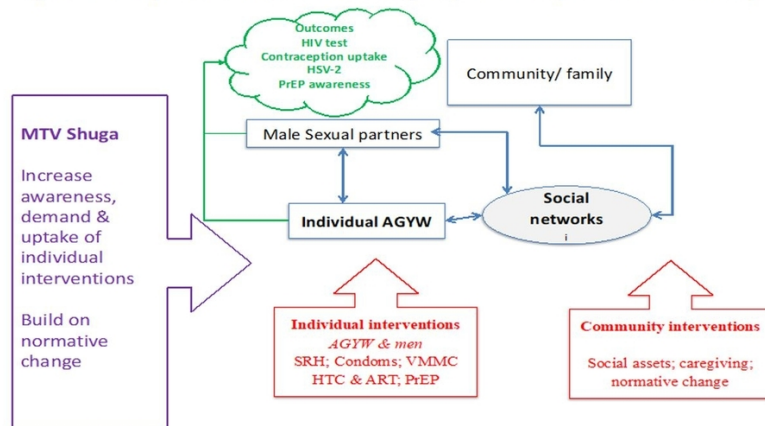 Outcomes
HIV test
Contraception uptake
HSV-2
PrEP awareness
Community/ family
MTV Shuga
Increase
awareness,
demand &
uptake of
individual
interventions
Build on
normative
change
Male Sexual partners
Individual AGYW
Social
networks
i
Individual interventions
AGYW & men
SRH; Condoms; VMMC
HTC & ART; PrEP
Community interventions
Social assets; caregiving;
normative change